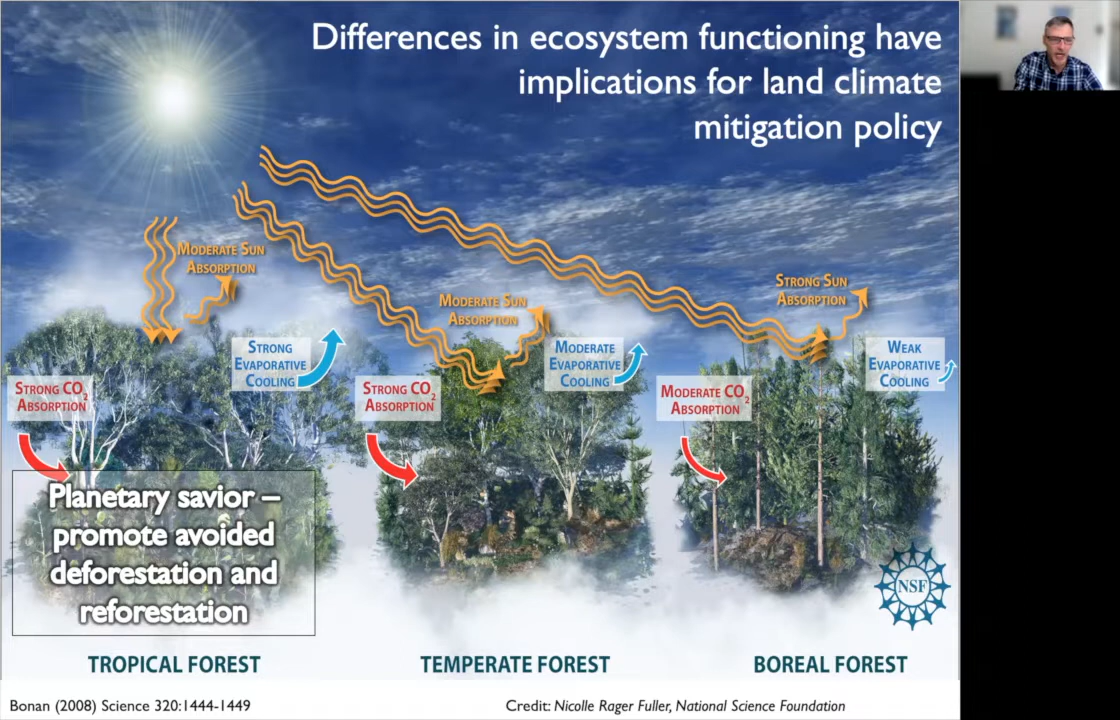 Differences in ecosystem functioning have
implications for land climate
mitigation policy
Moderate Sun
Absorption
Moderate Sun
Absorption
Strong Sun
Absorption
Strong
Evaporative
Cooling
Moderate
Evaporative
Cooling
Weak
Evaporative
Cooling
Strong CO2
Absorption
Strong CO2
Absorption
Moderate CO2
Absorption
Planetary savior –
promote avoided
deforestation and
reforestation
NSF
TROPICAL FOREST
TEMPERATE FOREST
BOREAL FOREST
Bonan (2008) Science 320:1444-1449
Credit: Nicolle Rager Fuller, National Science Foundation